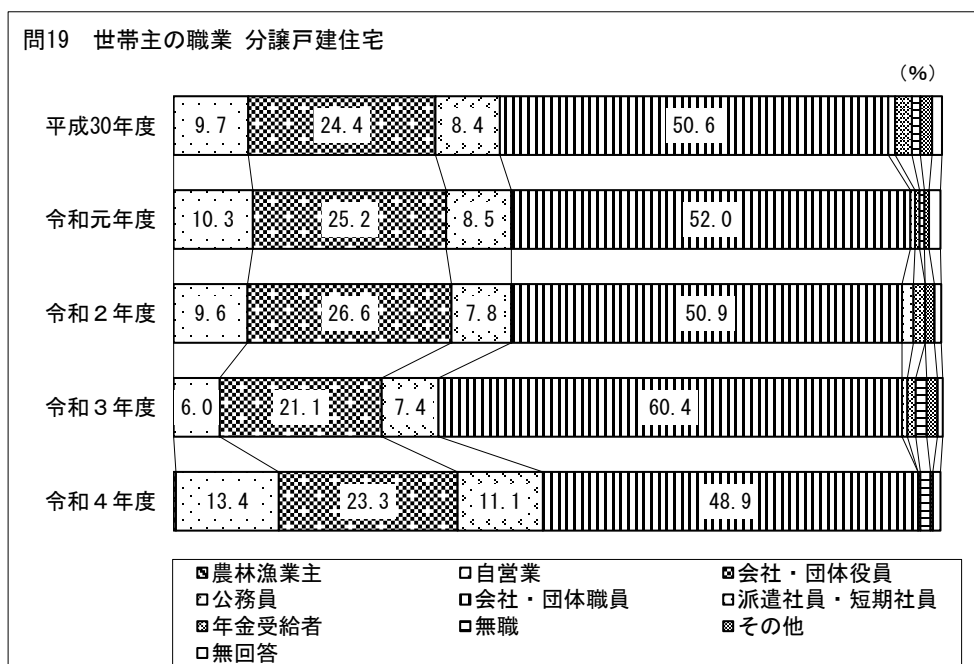 問19　世帯主の職業 分譲戸建住宅
（%）
平成30年度 9.7 24.4 8.4 50.6
令和元年度 10.3 25.2 8.5 52.0
令和２年度 9.6 26.6 7.8 50.9
令和３年度 6.0 21.1 7.4 60.4
令和４年度 13.4 23.3 11.1 48.9
農林漁業主 自営業 会社・団体役員
公務員 会社・団体職員 派遣社員・短期社員
年金受給者 無職 その他
無回答